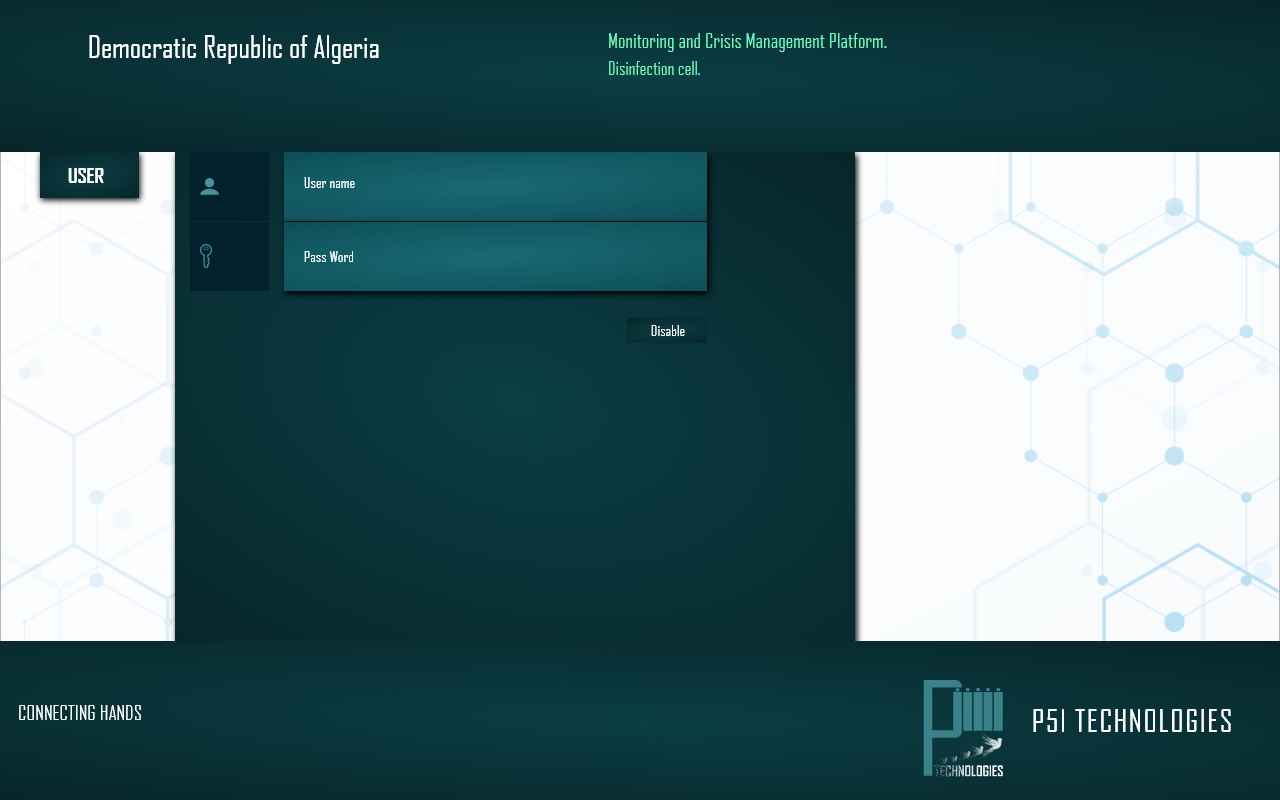 Democratic Republic of Algeria
Monitoring and Crisis Management Platform.
Disinfection cell.
USER
User name
Pass Word
Disable
CONNECTING HANDS
TECHNOLOGIES
P5I TECHNOLOGIES